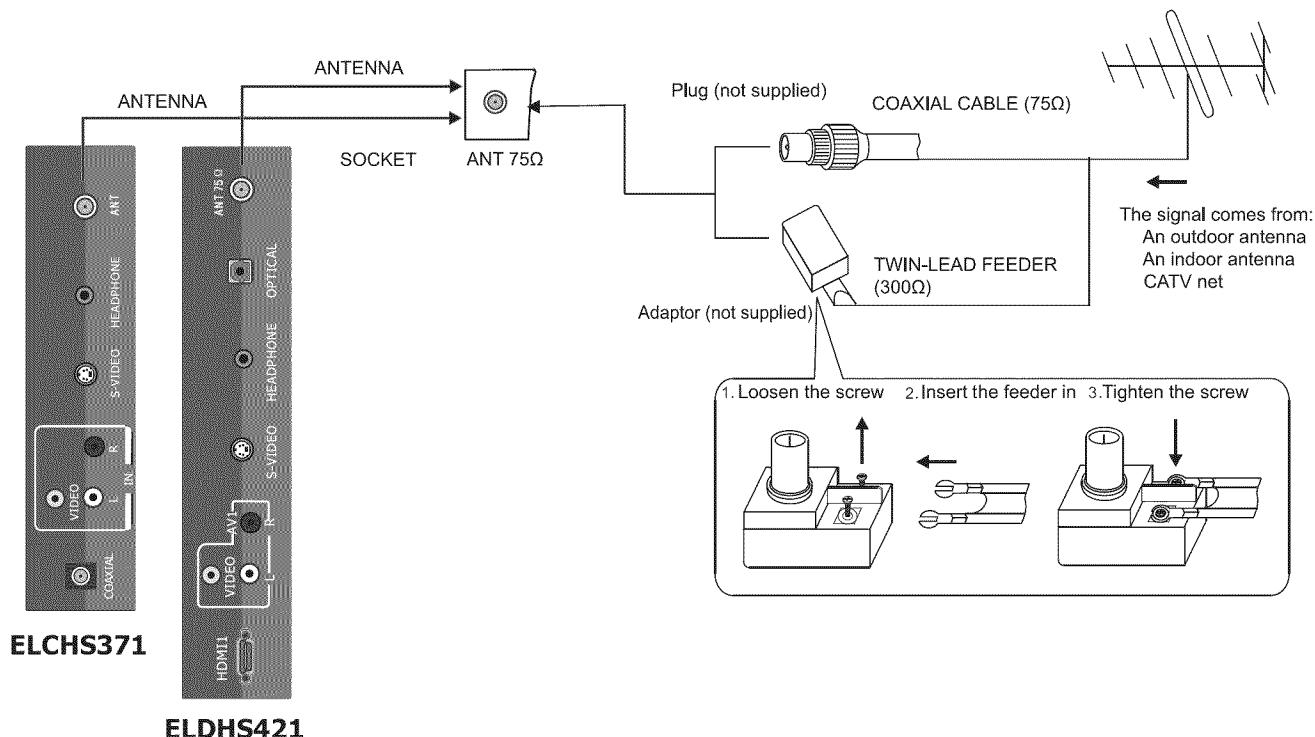 ANTENNA
ANTENNA
SOCKET
ANT 75Ω
Plug (not supplied)
COAXIAL CABLE (75Ω)
The signal comes from:
An outdoor antenna
An indoor antenna
CATV net
TWIN-LEAD FEEDER
(300Ω)
Adaptor (not supplied)
1. Loosen the screw
2. Insert the feeder in
3.Tighten the screw
ANT
HEADPHONE
S-VIDEO
R
IN
VIDEO
L
COAXIAL
ELCHS371
ANT 75 Ω
OPTICAL
HEADPHONE
S-VIDEO
AV1
R
VIDEO
L
HDMI1
ELDHS421